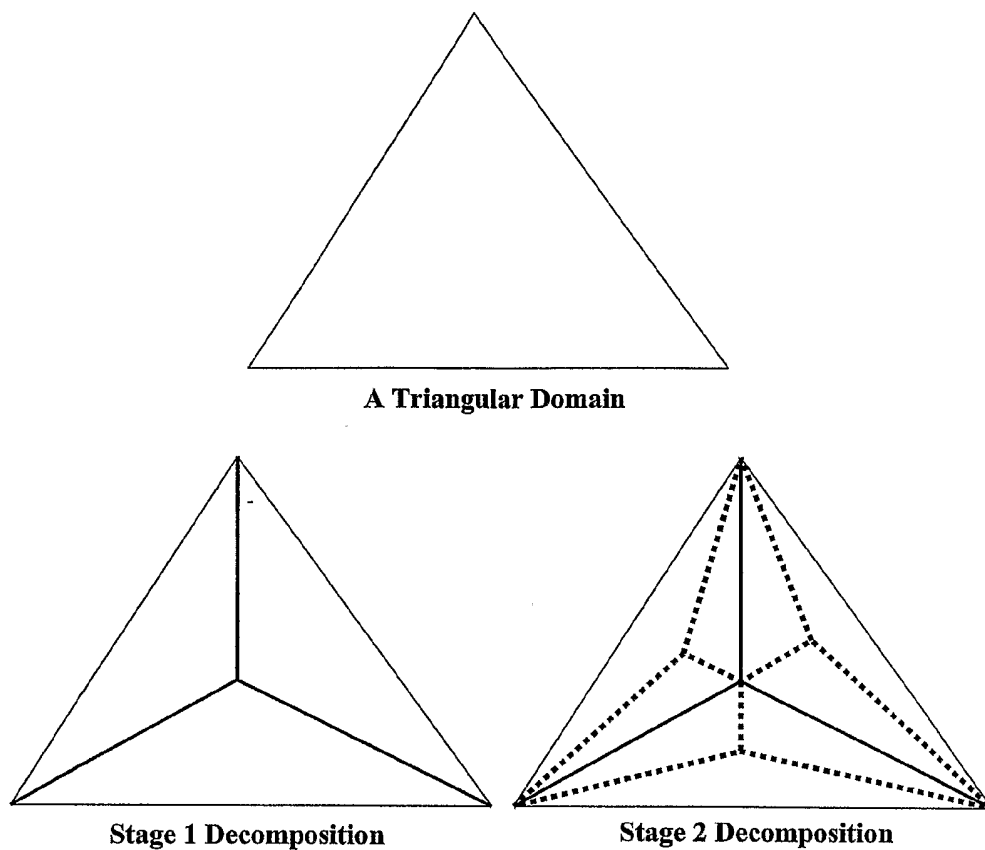 A Triangular Domain
Stage 1 Decomposition
Stage 2 Decomposition